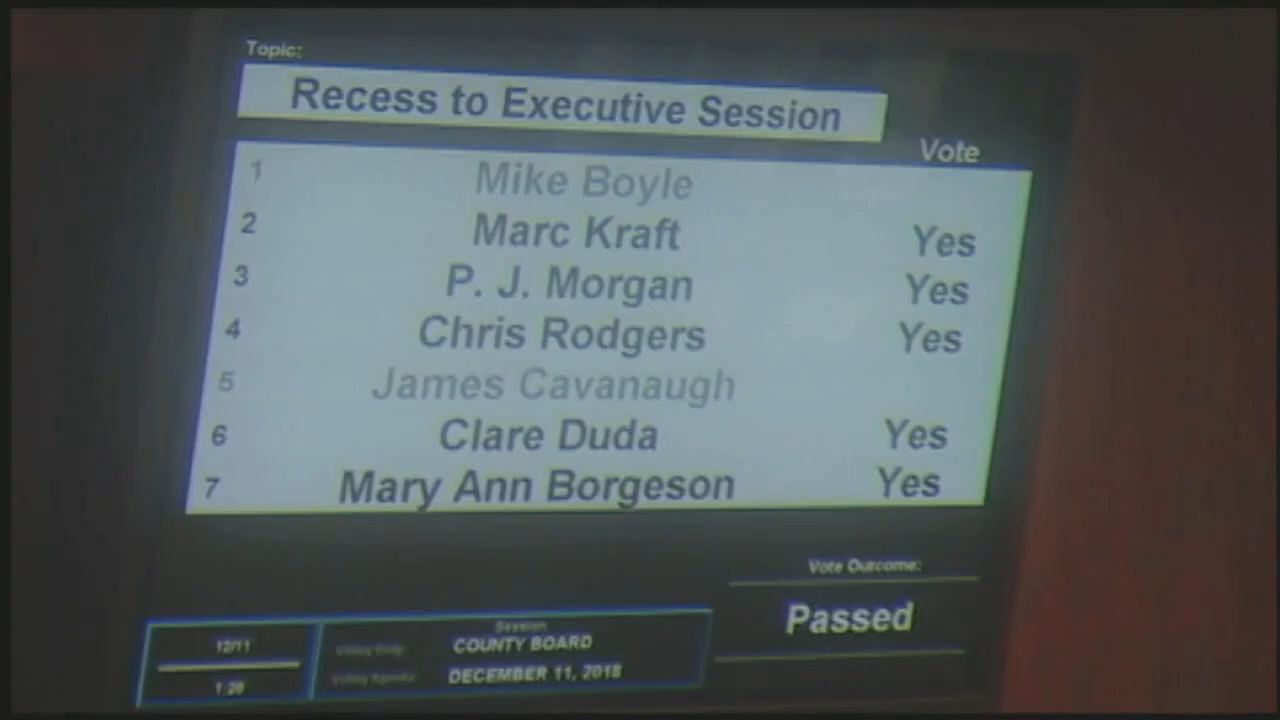 Topic:
Recess to Executive Session
Vote
1 Mike Boyle
2 Marc Kraft Yes
3 P. J. Morgan Yes
4 Chris Rodgers Yes
5 James Cavanaugh
6 Clare Duda Yes
7 Mary Ann Borgeson Yes
Vote Outcome:
Passed
12/11
Session
COUNTY BOARD
DECEMBER 11, 2018